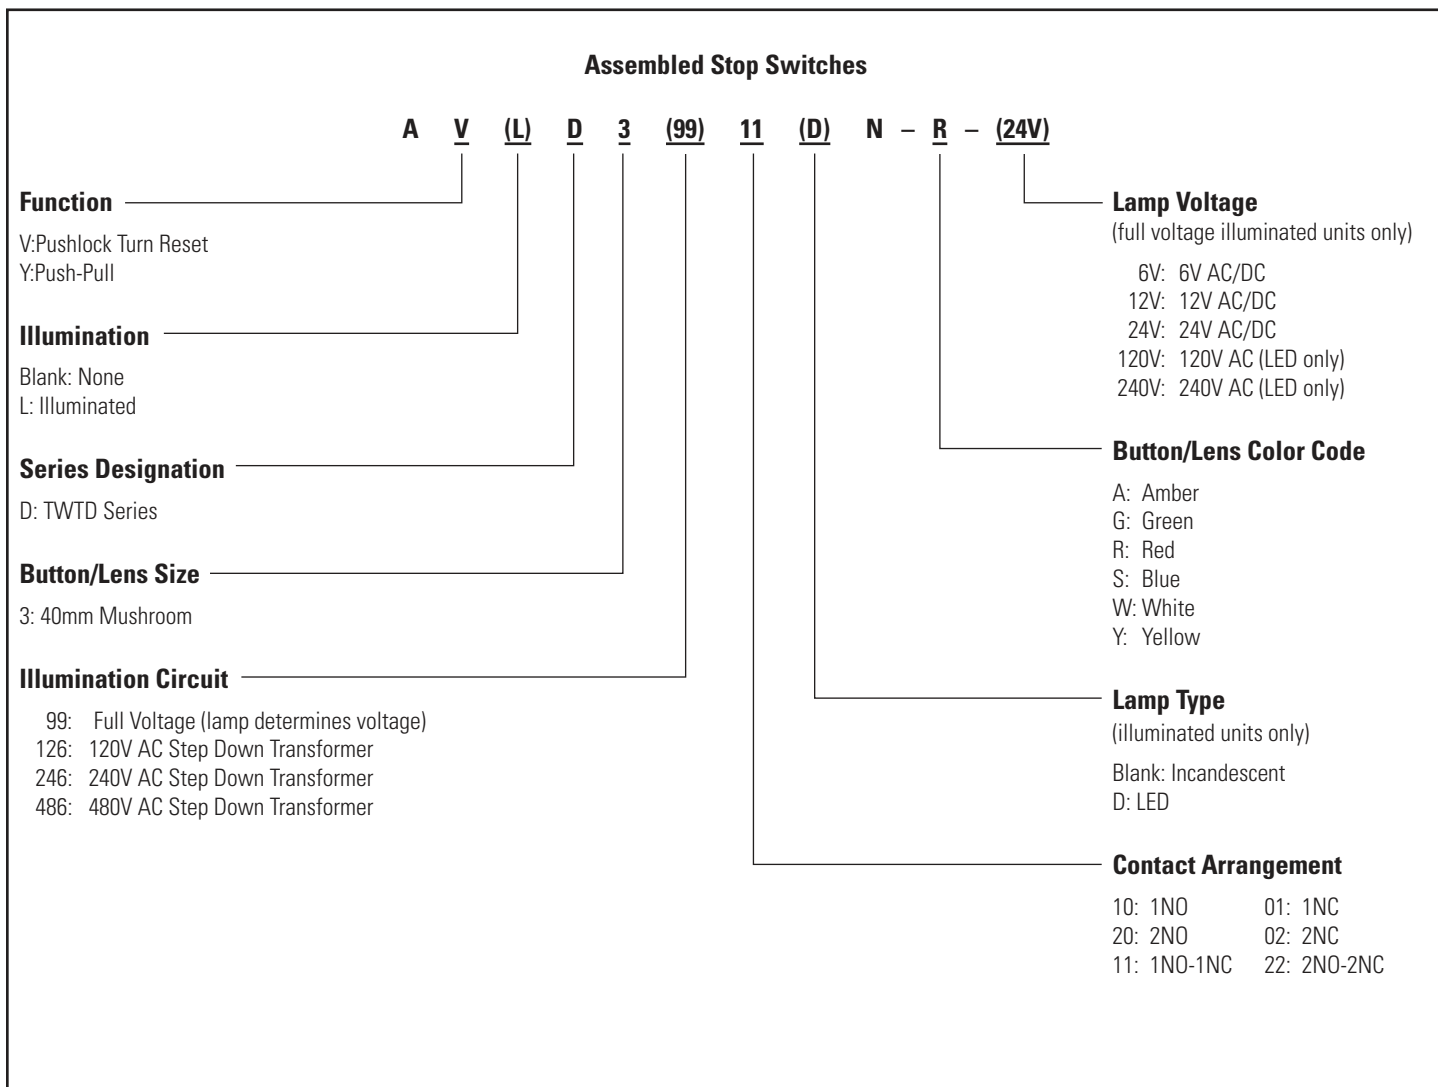 Assembled Stop Switches
A V (L) D 3 (99) 11 (D) N – R – (24V)
Function
V:Pushlock Turn Reset
Y:Push-Pull
Illumination
Blank: None
L: Illuminated
Series Designation
D: TWTD Series
Button/Lens Size
3: 40mm Mushroom
Illumination Circuit
99: Full Voltage (lamp determines voltage)
126: 120V AC Step Down Transformer
246: 240V AC Step Down Transformer
486: 480V AC Step Down Transformer
Lamp Voltage
(full voltage illuminated units only)
6V: 6V AC/DC
12V: 12V AC/DC
24V: 24V AC/DC
120V: 120V AC (LED only)
240V: 240V AC (LED only)
Button/Lens Color Code
A: Amber
G: Green
R: Red
S: Blue
W: White
Y: Yellow
Lamp Type
(illuminated units only)
Blank: Incandescent
D: LED
Contact Arrangement
10: 1NO 01: 1NC
20: 2NO 02: 2NC
11: 1NO-1NC 22: 2NO-2NC